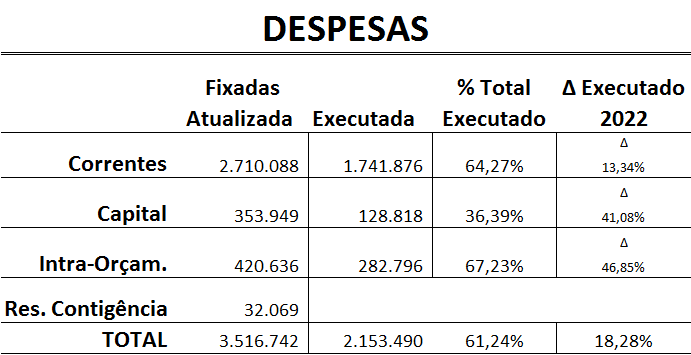 DESPESAS
Fixadas Atualizada Executada % Total Executado Δ Executado 2022
Correntes 2.710.088 1.741.876 64,27% Δ 13,34%
Capital 353.949 128.818 36,39% Δ 41,08%
Intra-Orçam. 420.636 282.796 67,23% Δ 46,85%
Res. Contigência 32.069
TOTAL 3.516.742 2.153.490 61,24% 18,28%